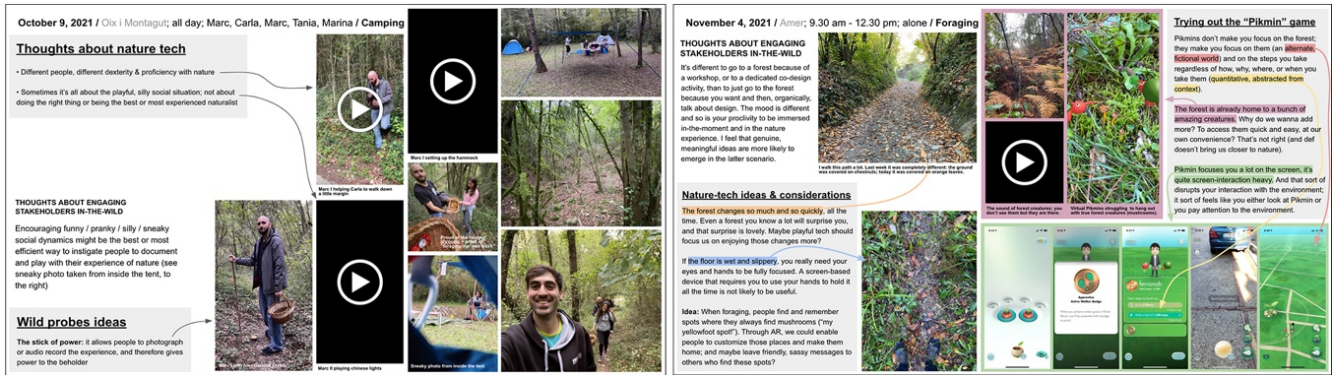 October 9, 2021 / Oix i Montagut; all day; Marc, Carla, Marc, Tania, Marina / Camping
Thoughts about nature tech
• Different people, different dexterity & proficiency with nature
• Sometimes it's all about the playful, silly social situation; not about
doing the right thing or being the best or most experienced naturalist
Marc I helping Carla to walk down
a little margin
Marc I setting up the hammock
THOUGHTS ABOUT ENGAGING
STAKEHOLDERS IN-THE-WILD
Encouraging funny / pranky / silly / sneaky
social dynamics might be the best or most
efficient way to instigate people to document
and play with their experience of nature (see
sneaky photo taken from inside the tent, to
the right)
Wild probes ideas
The stick of power: it allows people to photograph
or audio record the experience, and therefore gives
power to the beholder
Marc II playing chinese lights
Sneaky photo from inside the tent
November 4, 2021 / Amer; 9.30 am - 12.30 pm; alone / Foraging
THOUGHTS ABOUT ENGAGING
STAKEHOLDERS IN-THE-WILD
It's different to go to a forest because of
a workshop, or to a dedicated co-design
activity, than to just go to the forest
because you want and then, organically,
talk about design. The mood is different
and so is your proclivity to be immersed
in-the-moment and in the nature
experience. I feel that genuine,
meaningful ideas are more likely to
emerge in the latter scenario.
I walk this path a lot. Last week it was completely different: the ground
was covered on chestnuts; today it was covered on orange leaves.
Nature-tech ideas & considerations
The forest changes so much and so quickly, all the
time. Even a forest you know a lot will surprise you,
and that surprise is lovely. Maybe playful tech should
focus us on enjoying those changes more?
If the floor is wet and slippery, you really need your
eyes and hands to be fully focused. A screen-based
device that requires you to use your hands to hold it
all the time is not likely to be useful.
Idea: When foraging, people find and remember
spots where they always find mushrooms ("my
yellowfoot spot!"). Through AR, we could enable
people to customize those places and make them
home; and maybe leave friendly, sassy messages to
others who find these spots?
The sound of forest creatures; you
don't see them but they are there.
Virtual Pikmins struggling to hang out
with true forest creatures (mushrooms).
Trying out the "Pikmin" game
Pikmins don't make you focus on the forest;
they make you focus on them (an alternate,
fictional world) and on the steps you take
regardless of how, why, where, or when you
take them (quantitative, abstracted from
context).
The forest is already home to a bunch of
amazing creatures. Why do we wanna add
more? To access them quick and easy, at our
own convenience? That's not right (and def
doesn't bring us closer to nature).
Pikmin focuses you a lot on the screen, it's
quite screen-interaction heavy. And that sort of
disrupts your interaction with the environment;
it sort of feels like you either look at Pikmin or
you pay attention to the environment.